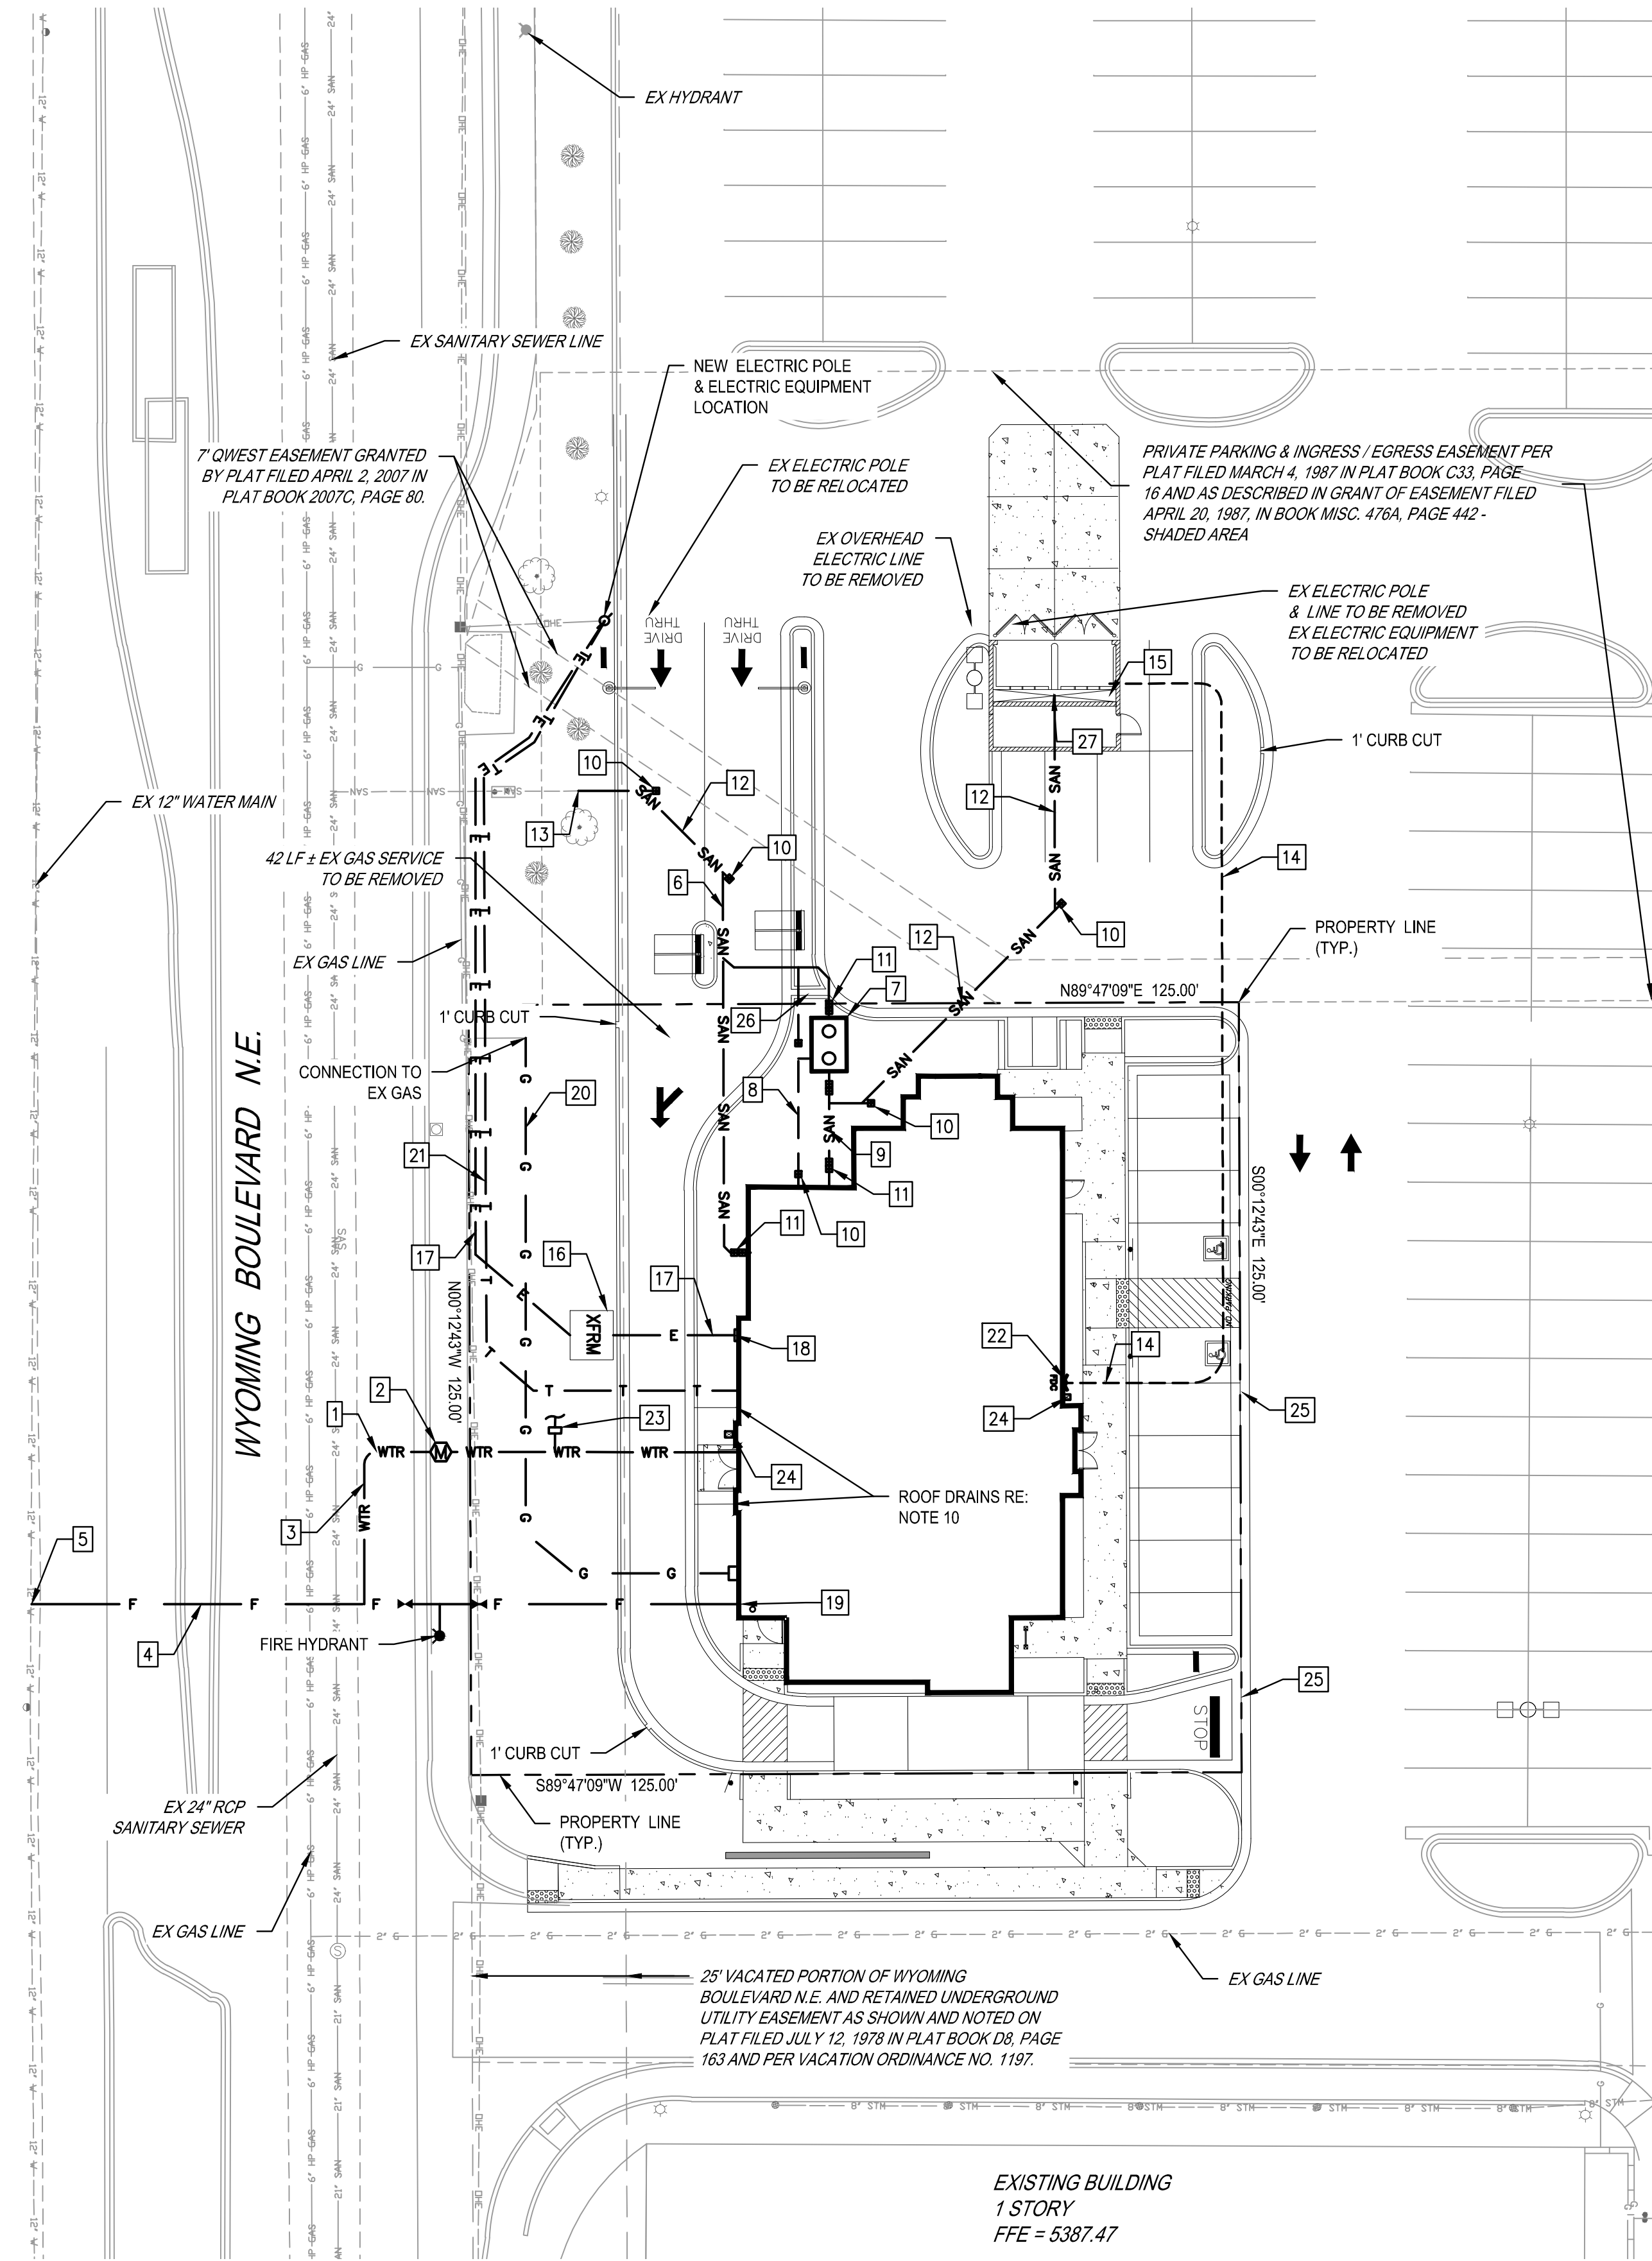 EX HYDRANT
EX SANITARY SEWER LINE
NEW ELECTRIC POLE
& ELECTRIC EQUIPMENT
LOCATION
7' QWEST EASEMENT GRANTED
BY PLAT FILED APRIL 2, 2007 IN
PLAT BOOK 2007C, PAGE 80.
EX ELECTRIC POLE
TO BE RELOCATED
PRIVATE PARKING & INGRESS / EGRESS EASEMENT PER
PLAT FILED MARCH 4, 1987 IN PLAT BOOK C33, PAGE
16 AND AS DESCRIBED IN GRANT OF EASEMENT FILED
APRIL 20, 1987, IN BOOK MISC. 476A, PAGE 442 -
SHADED AREA
EX OVERHEAD
ELECTRIC LINE
TO BE REMOVED
EX ELECTRIC POLE
& LINE TO BE REMOVED
EX ELECTRIC EQUIPMENT
TO BE RELOCATED
DRIVE
THRU
DRIVE
THRU
15
27
1' CURB CUT
10
12
12
13
EX 12" WATER MAIN
42 LF ± EX GAS SERVICE
TO BE REMOVED
10
6
14
10
12
PROPERTY LINE
(TYP.)
EX GAS LINE
11
7
N89°47'09"E 125.00'
1' CURB CUT
26
CONNECTION TO
EX GAS
20
8
10
9
21
11
10
11
17
16
17
18
WYOMING BOULEVARD N.E.
N00°12'43"W 125.00'
S00°12'43"E 125.00'
XFRM
NO PARKING
22
FDC
14
24
25
1
2
23
24
3
5
4
ROOF DRAINS RE:
NOTE 10
19
FIRE HYDRANT
25
STOP
1' CURB CUT
S89°47'09"W 125.00'
PROPERTY LINE
(TYP.)
EX 24" RCP
SANITARY SEWER
EX GAS LINE
EX GAS LINE
25' VACATED PORTION OF WYOMING
BOULEVARD N.E. AND RETAINED UNDERGROUND
UTILITY EASEMENT AS SHOWN AND NOTED ON
PLAT FILED JULY 12, 1978 IN PLAT BOOK D8, PAGE
163 AND PER VACATION ORDINANCE NO. 1197.
EXISTING BUILDING
1 STORY
FFE = 5387.47